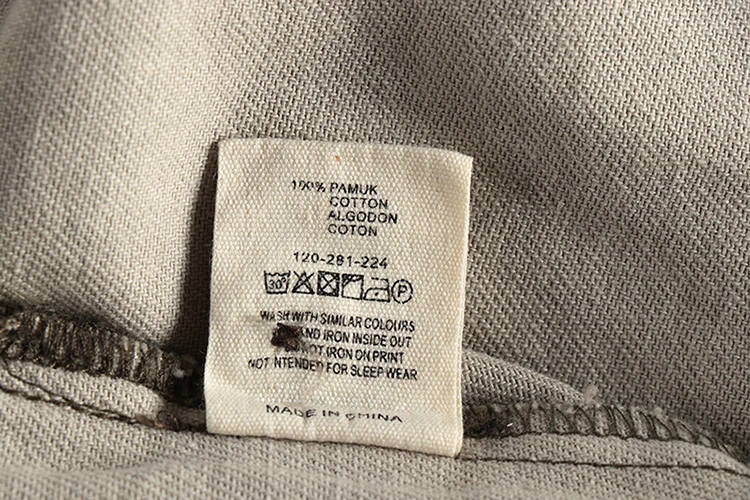 100% PAMUK
COTTON
ALGODON
COTON
120-281-224
30°
P
WASH WITH SIMILAR COLOURS
AND IRON INSIDE OUT
NOT IRON ON PRINT
NOT INTENDED FOR SLEEP WEAR
MADE IN CHINA